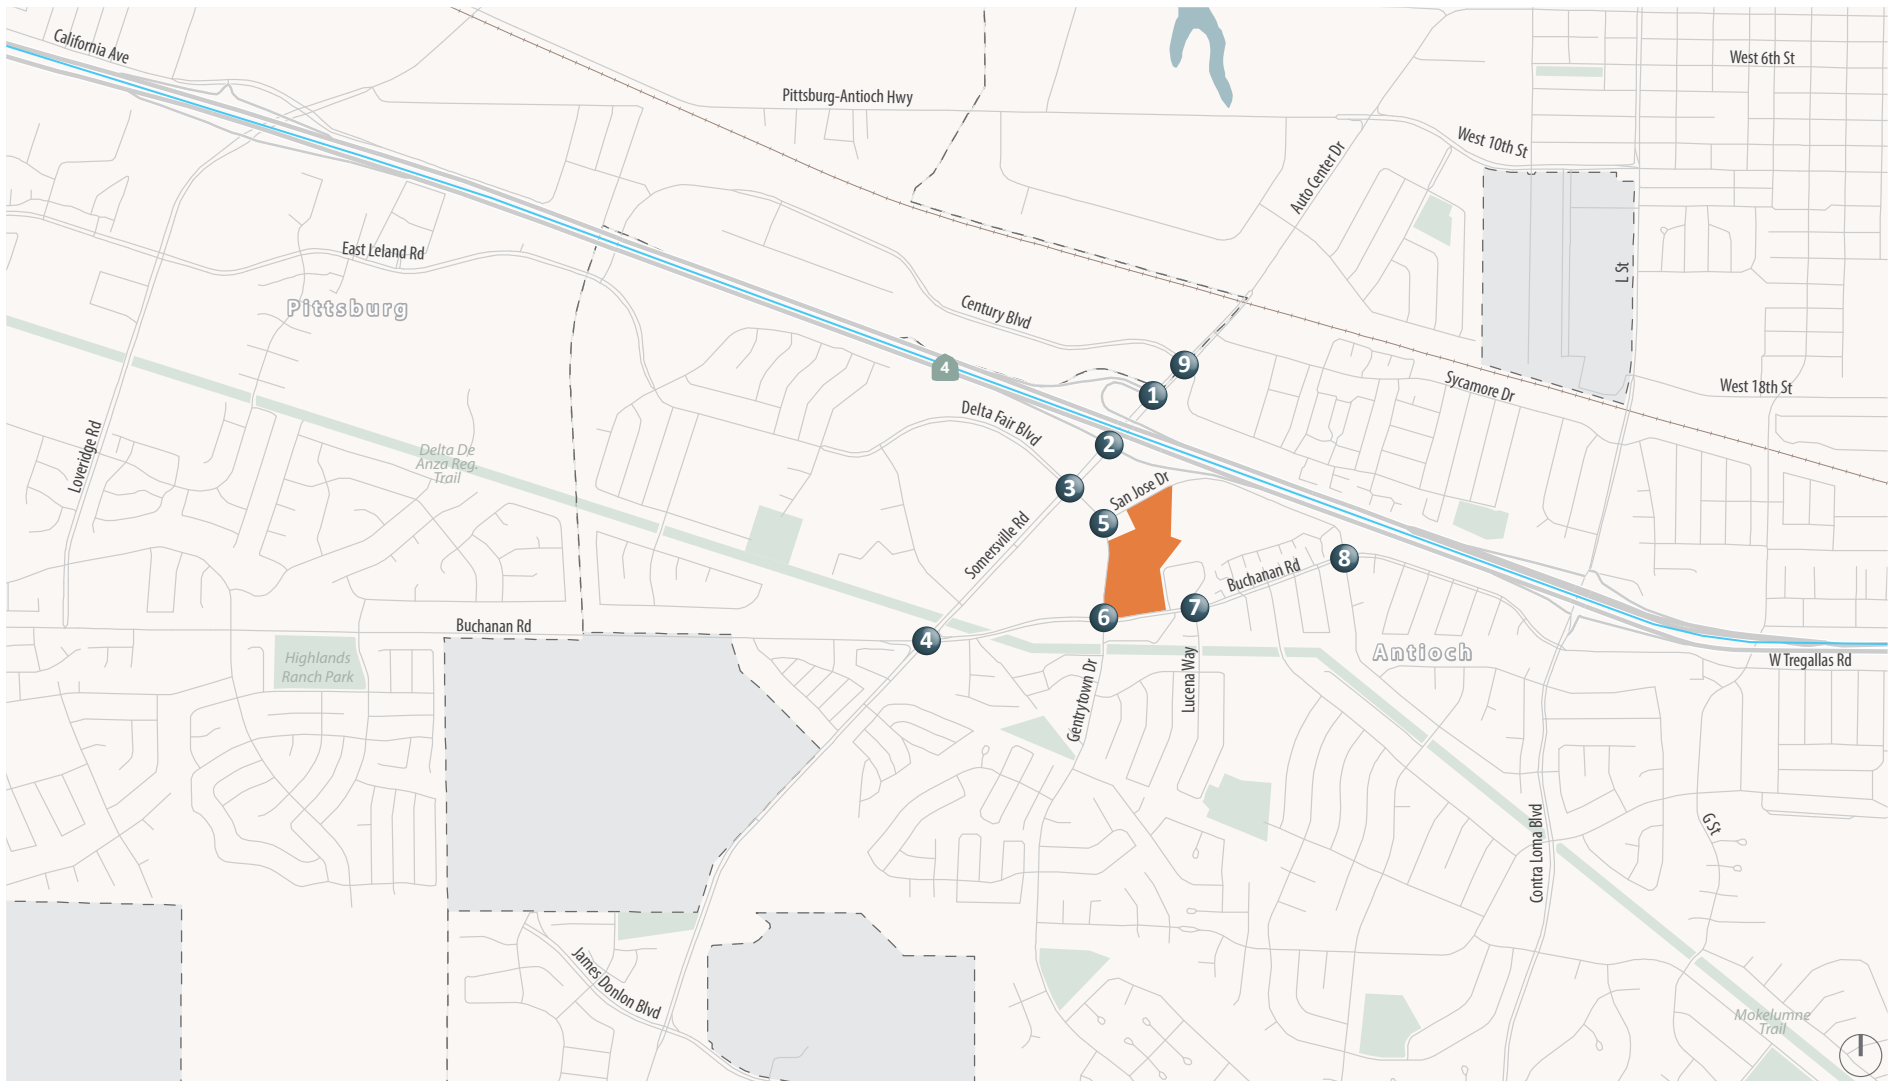 California Ave
West 6th St
Pittsburg-Antioch Hwy
West 10th St
Auto Center Dr
East Leland Rd
L St
Pittsburg
Century Blvd
9
4
1
Sycamore Dr
West 18th St
Delta Fair Blvd
2
Loveridge Rd
Delta De
Anza Reg.
Trail
3
San Jose Dr
5
Somersville Rd
8
Buchanan Rd
7
6
Buchanan Rd
4
Antioch
W Tregallas Rd
Highlands
Ranch Park
Gentrytown Dr
Lucena Way
G St
Contra Loma Blvd
James Donlon Blvd
Mokelumne
Trail